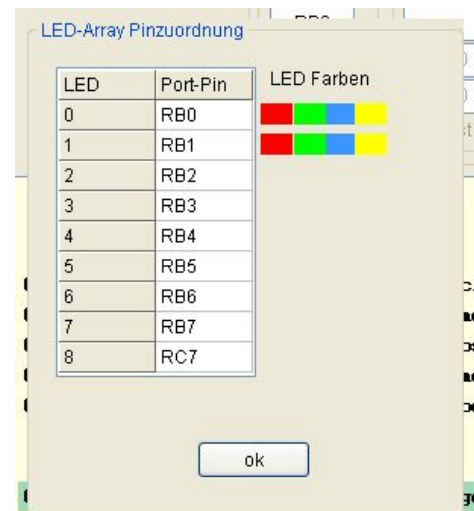 LED-Array Pinzuordnung
LED Port-Pin LED Farben
0 RB0
1 RB1
2 RB2
3 RB3
4 RB4
5 RB5
6 RB6
7 RB7
8 RC7
ok